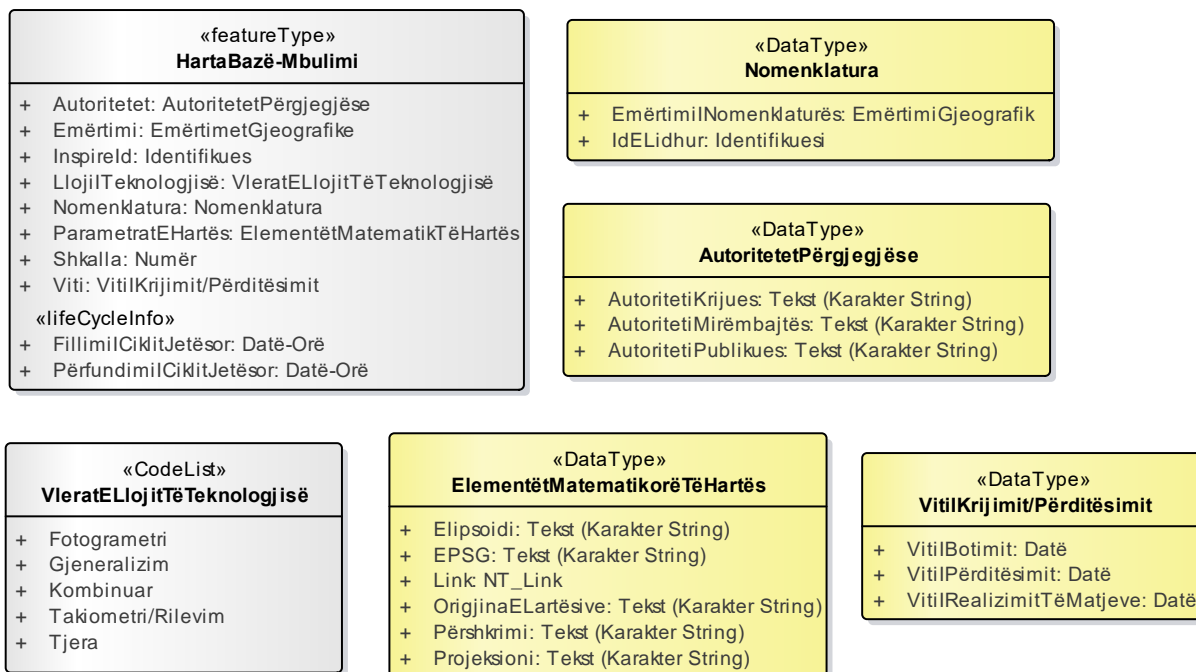 «featureType»
HartaBazë-Mbulimi
+ Autoritetet: AutoritetetPërgjegjëse
+ Emërtimi: EmërtimetGjeografike
+ InspireId: Identifikues
+ LlojiITeknologjisë: VleratELlojitTëTeknologjisë
+ Nomenklatura: Nomenklatura
+ ParametratEHartës: ElementëtMatematikTëHartës
+ Shkalla: Numër
+ Viti: VitiIKrijimit/Përditësimit
«lifeCycleInfo»
+ FillimiICiklitJetësor: Datë-Orë
+ PërfundimiICiklitJetësor: Datë-Orë
«DataType»
Nomenklatura
+ EmërtimiINomenklaturës: EmërtimiGjeografik
+ IdELidhur: Identifikuesi
«DataType»
AutoritetetPërgjegjëse
+ AutoritetiKrijues: Tekst (Karakter String)
+ AutoritetiMirëmbajtës: Tekst (Karakter String)
+ AutoritetiPublikues: Tekst (Karakter String)
«CodeList»
VleratELlojitTëTeknologjisë
+ Fotogrametri
+ Gjeneralizim
+ Kombinuar
+ Takiometri/Rilevim
+ Tjera
«DataType»
ElementëtMatematikorëTëHartës
+ Elipsoidi: Tekst (Karakter String)
+ EPSG: Tekst (Karakter String)
+ Link: NT_Link
+ OrigjinaELartësive: Tekst (Karakter String)
+ Përshkrimi: Tekst (Karakter String)
+ Projeksioni: Tekst (Karakter String)
«DataType»
VitiIKrijimit/Përditësimit
+ VitiIBotimit: Datë
+ VitiIPërditësimit: Datë
+ VitiIRealizimitTëMatjeve: Datë